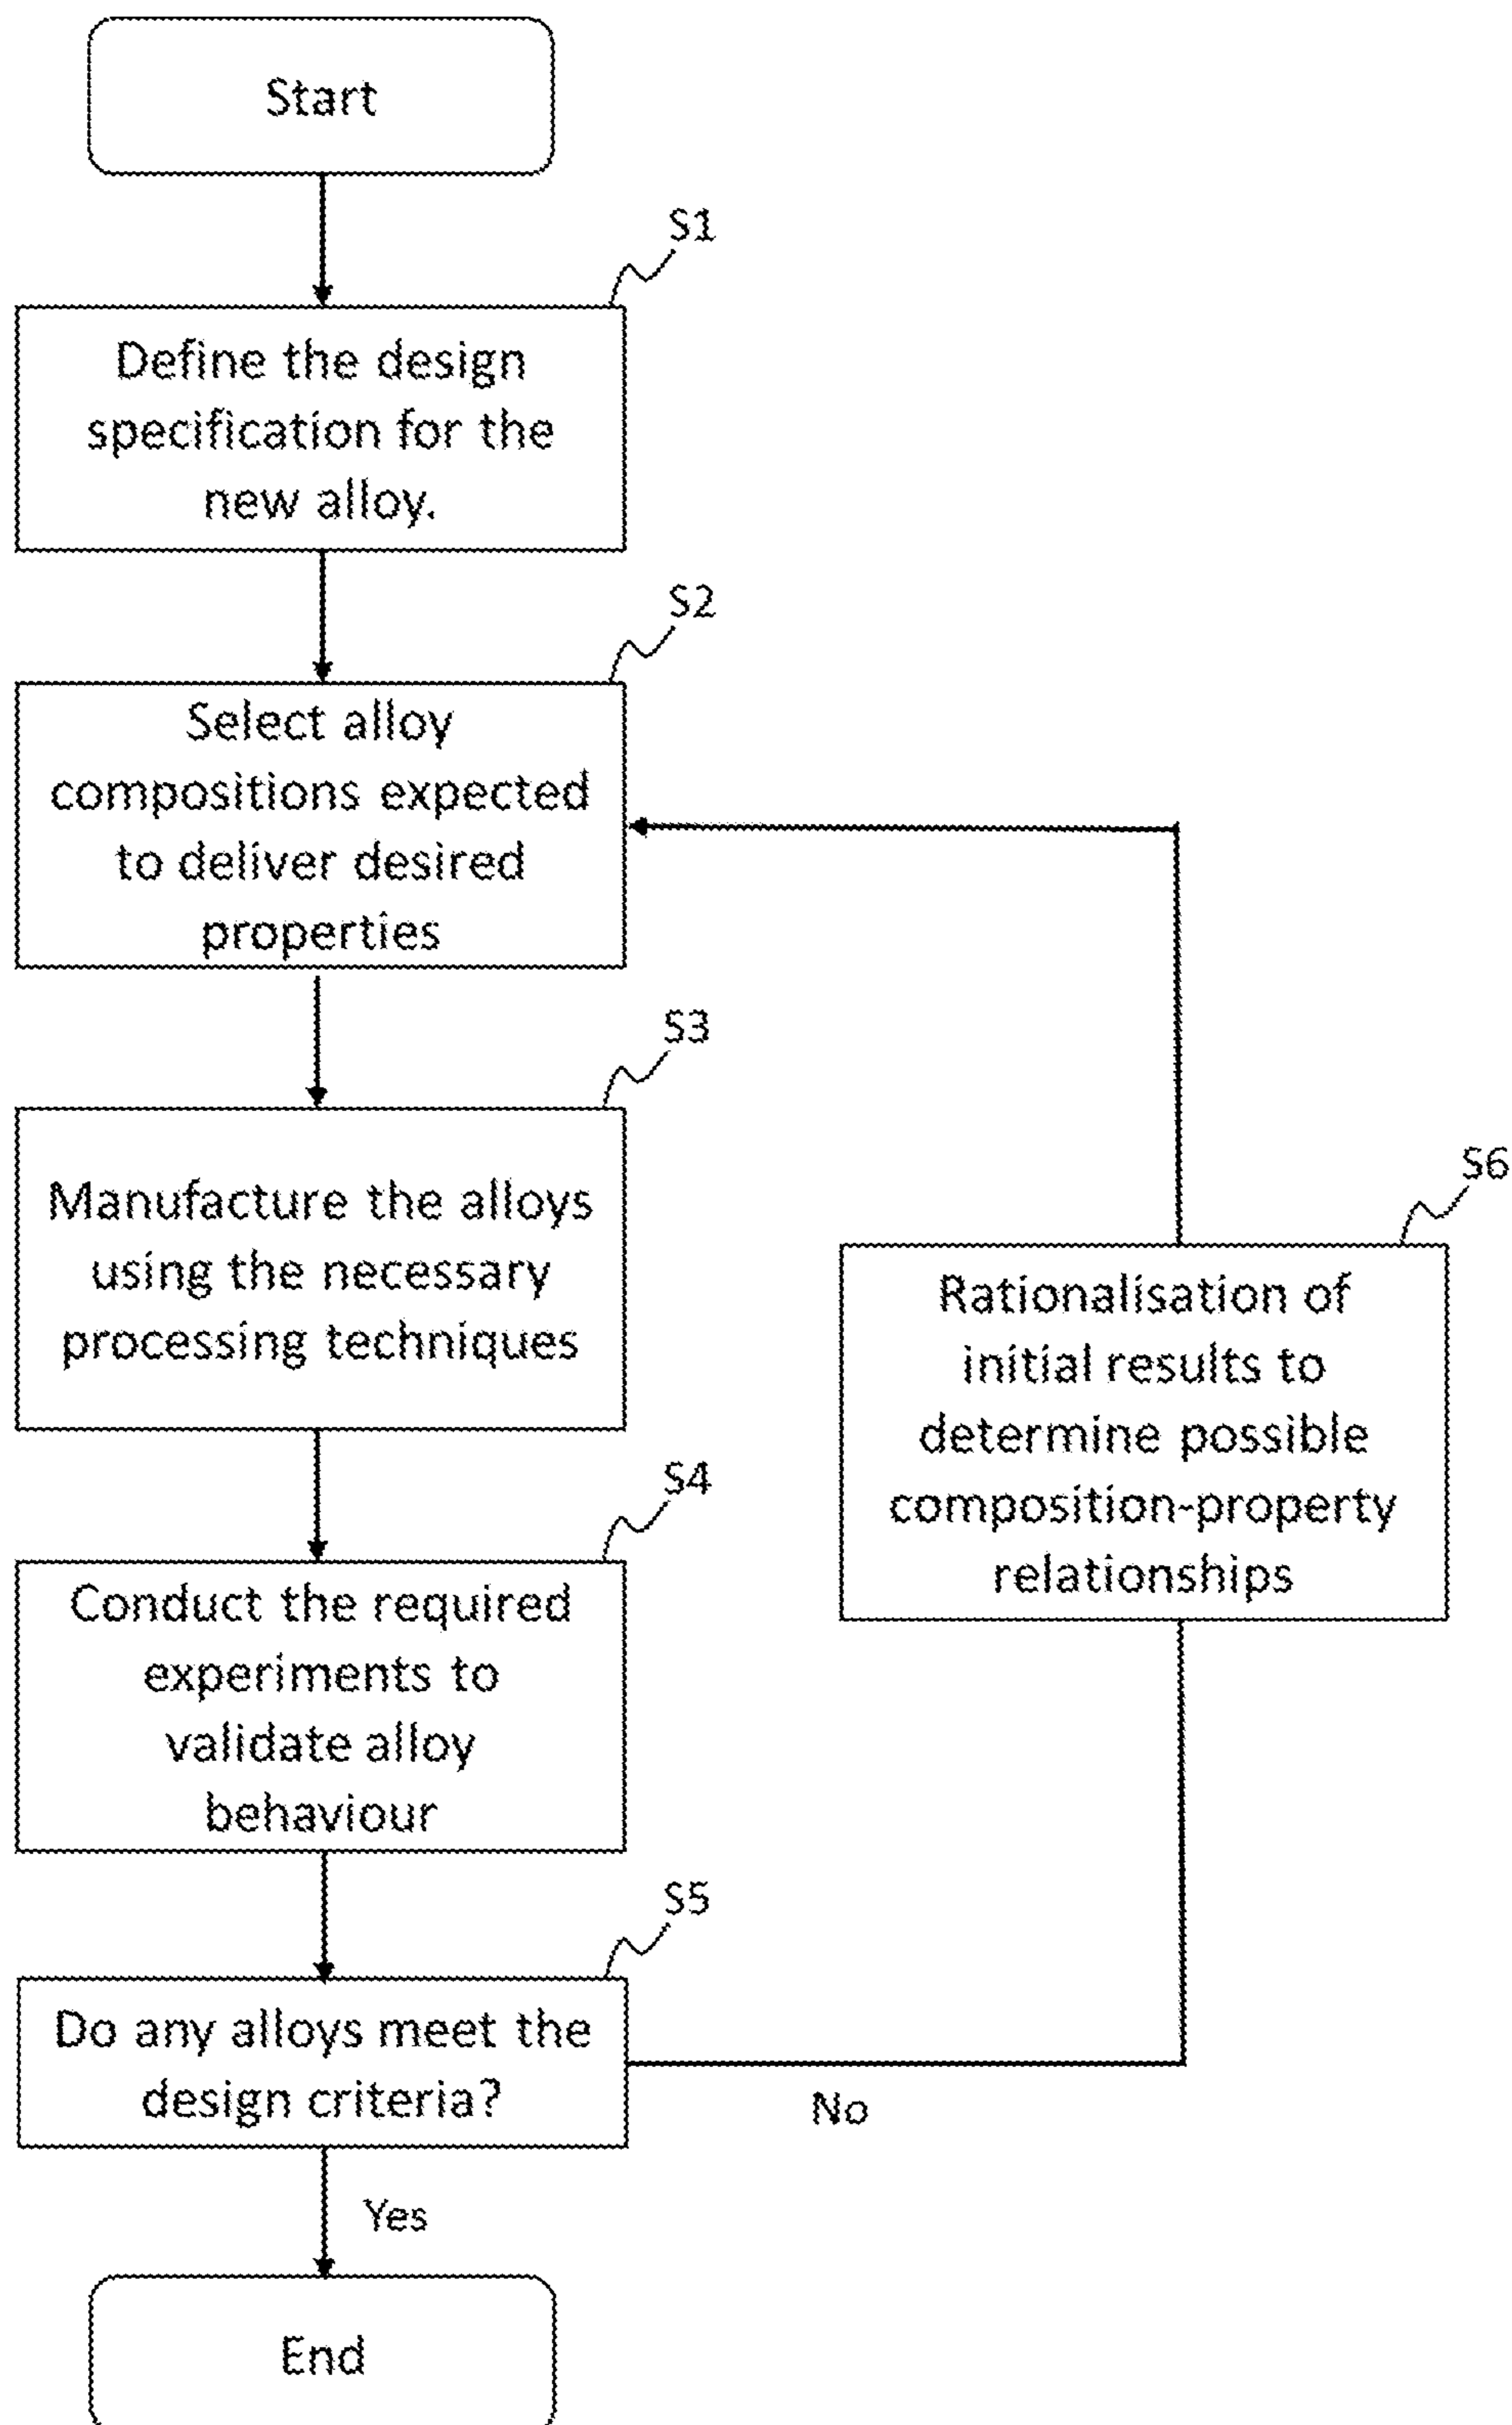 Start
S1
Define the design
specification for the
new alloy.
S2
Select alloy
compositions expected
to deliver desired
properties
S3
Manufacture the alloys
using the necessary
processing techniques
S6
Rationalisation of
initial results to
determine possible
composition-property
relationships
S4
Conduct the required
experiments to
validate alloy
behaviour
S5
Do any alloys meet the
design criteria?
No
Yes
End